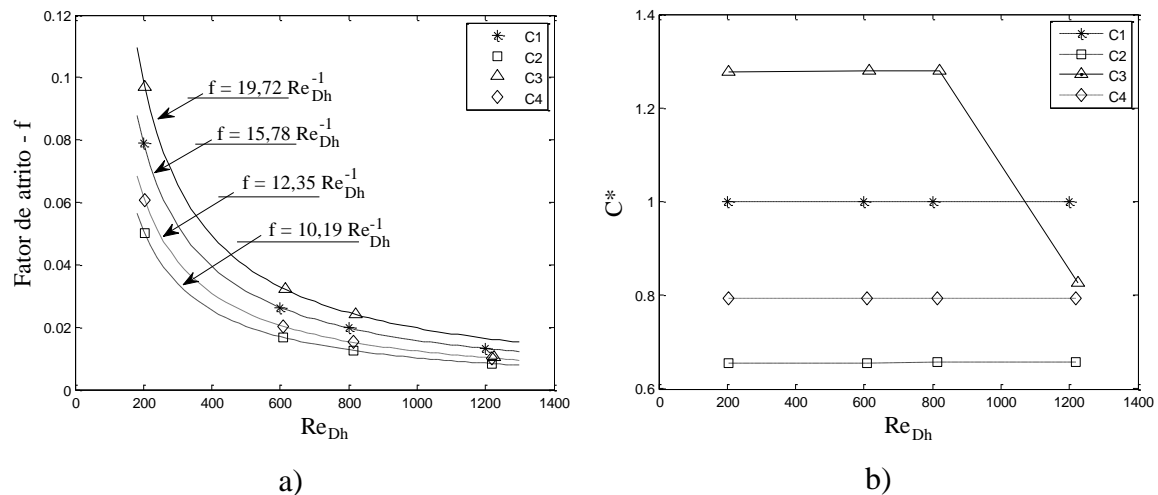 0.12
0.1
0.08
0.06
0.04
0.02
0
0 200 400 600 800 1000 1200 1400
Fator de atrito - f
Re_Dh
C1
C2
C3
C4
f = 19,72 Re_Dh^-1
f = 15,78 Re_Dh^-1
f = 12,35 Re_Dh^-1
f = 10,19 Re_Dh^-1
a)
1.4
1.2
1
0.8
0.6
0 200 400 600 800 1000 1200 1400
C*
Re_Dh
C1
C2
C3
C4
b)